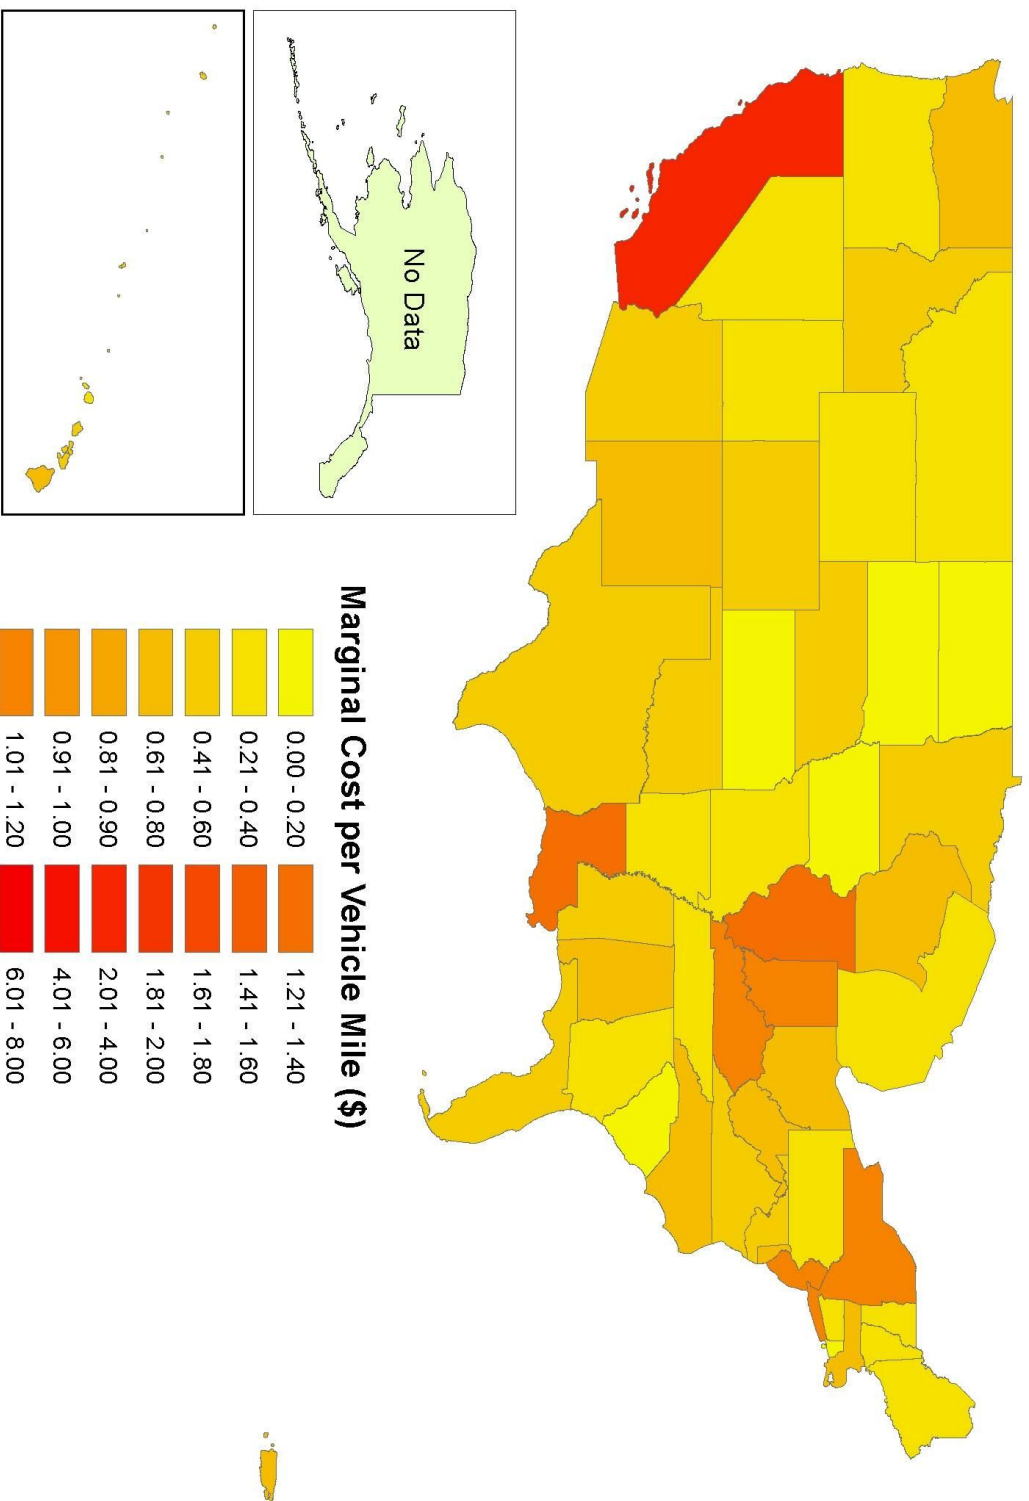 No Data
Marginal Cost per Vehicle Mile ($)
0.00 - 0.20
0.21 - 0.40
0.41 - 0.60
0.61 - 0.80
0.81 - 0.90
0.91 - 1.00
1.01 - 1.20
1.21 - 1.40
1.41 - 1.60
1.61 - 1.80
1.81 - 2.00
2.01 - 4.00
4.01 - 6.00
6.01 - 8.00